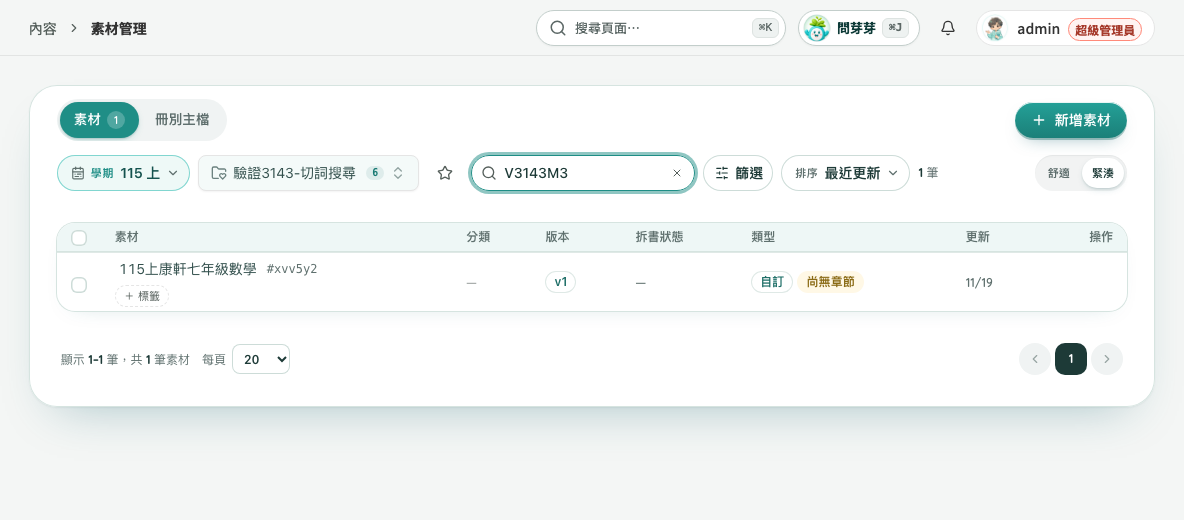 內容 > 素材管理
搜尋頁面… ⌘K
問芽芽 ⌘J
admin 超級管理員
素材 1 冊別主檔
+ 新增素材
學期 115 上
驗證3143-切詞搜尋 6
V3143M3 ×
篩選
排序 最近更新
1 筆
舒適 緊湊
素材 分類 版本 拆書狀態 類型 更新 操作
115上康軒七年級數學 #xvv5y2
+ 標籤
— v1 — 自訂 尚無章節 11/19
顯示 1-1 筆，共 1 筆素材 每頁 20
‹ 1 ›